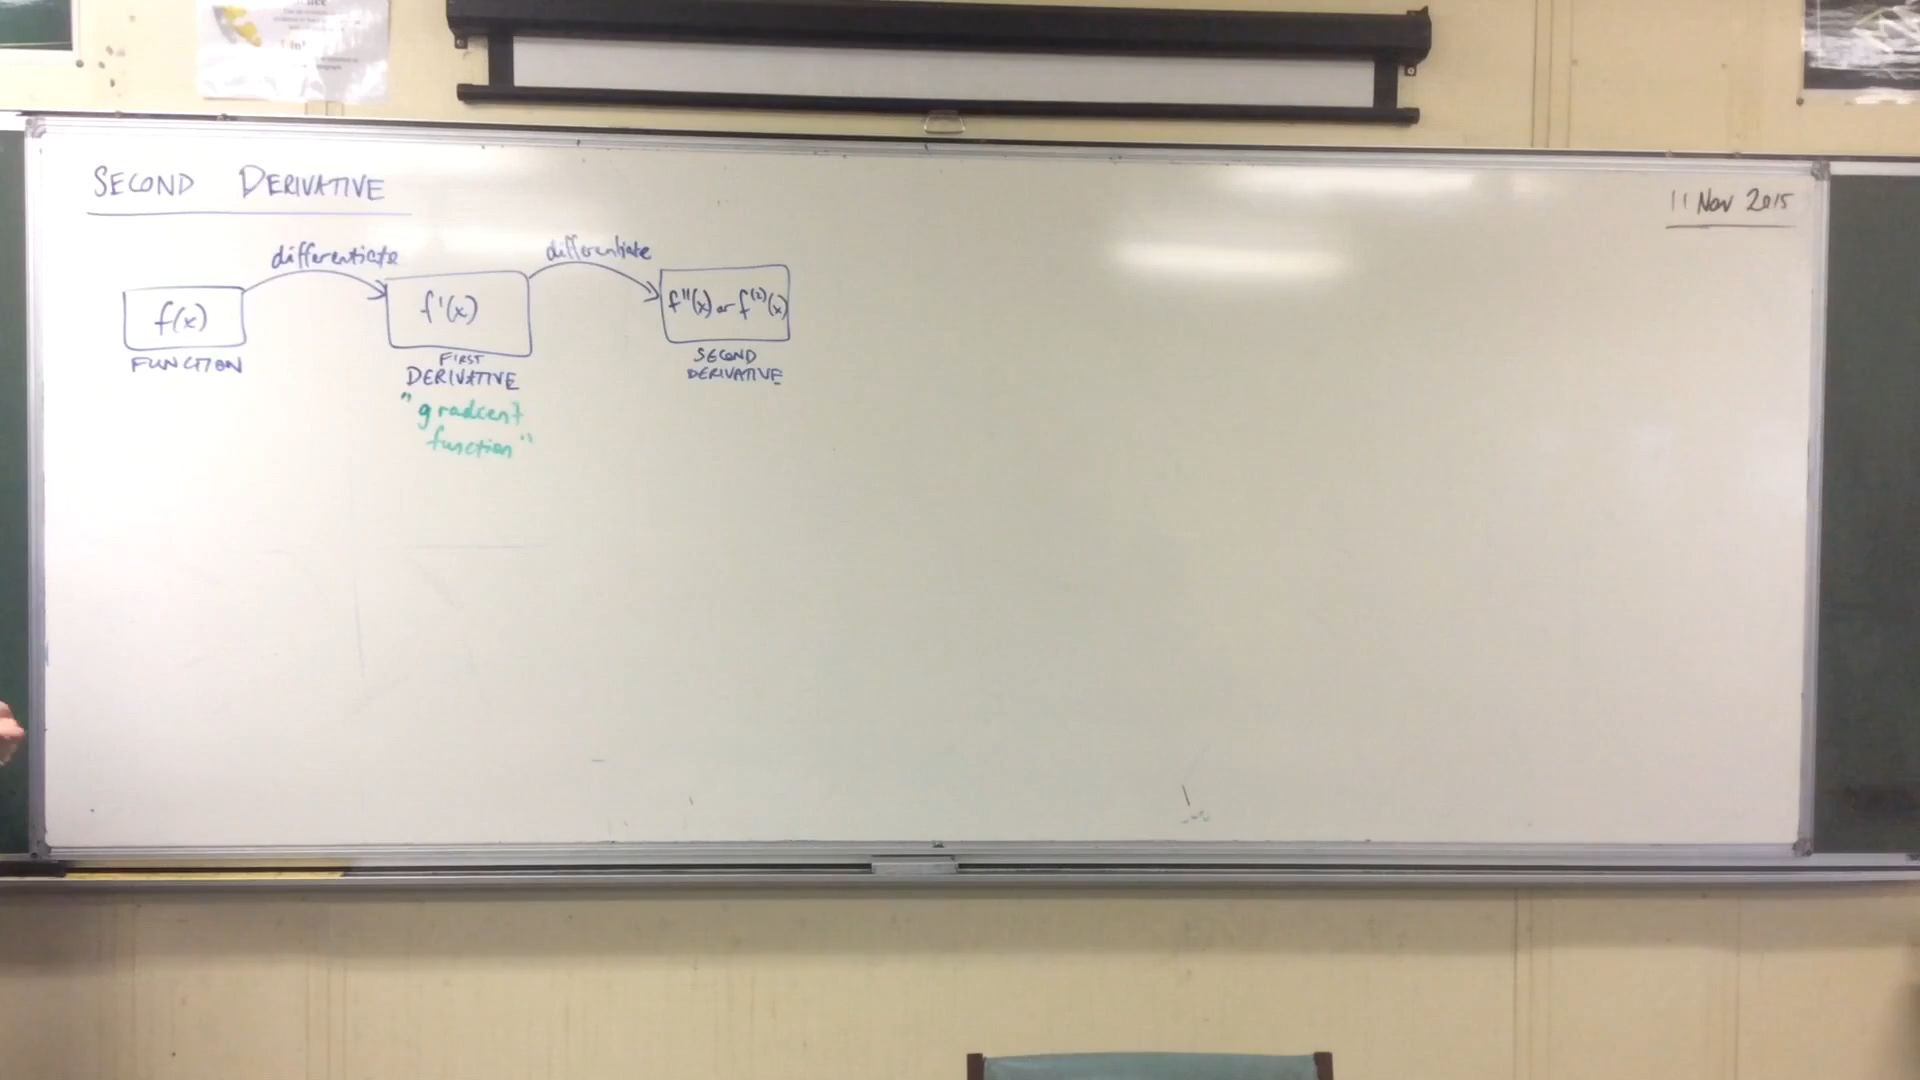 SECOND DERIVATIVE
11 Nov 2015
differentiate
differentiate
f(x)
f'(x)
f''(x) or f⁽²⁾(x)
FUNCTION
FIRST
DERIVATIVE
SECOND
DERIVATIVE
"gradient
function"